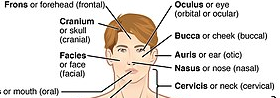 Frons or forehead (frontal)
Cranium
or skull
(cranial)
Facies
or face
(facial)
or mouth (oral)
Oculus or eye
(orbital or ocular)
Bucca or cheek (buccal)
Auris or ear (otic)
Nasus or nose (nasal)
Cervicis or neck (cervical)